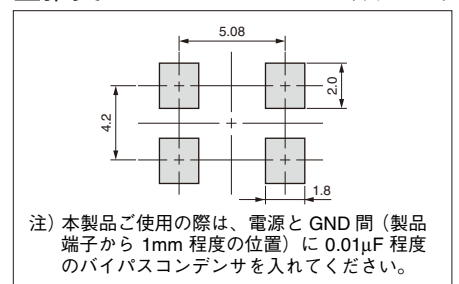 5.08
2.0
4.2
1.8
注）本製品ご使用の際は、電源と GND 間（製品
端子から 1mm 程度の位置）に 0.01μF 程度
のバイパスコンデンサを入れてください。